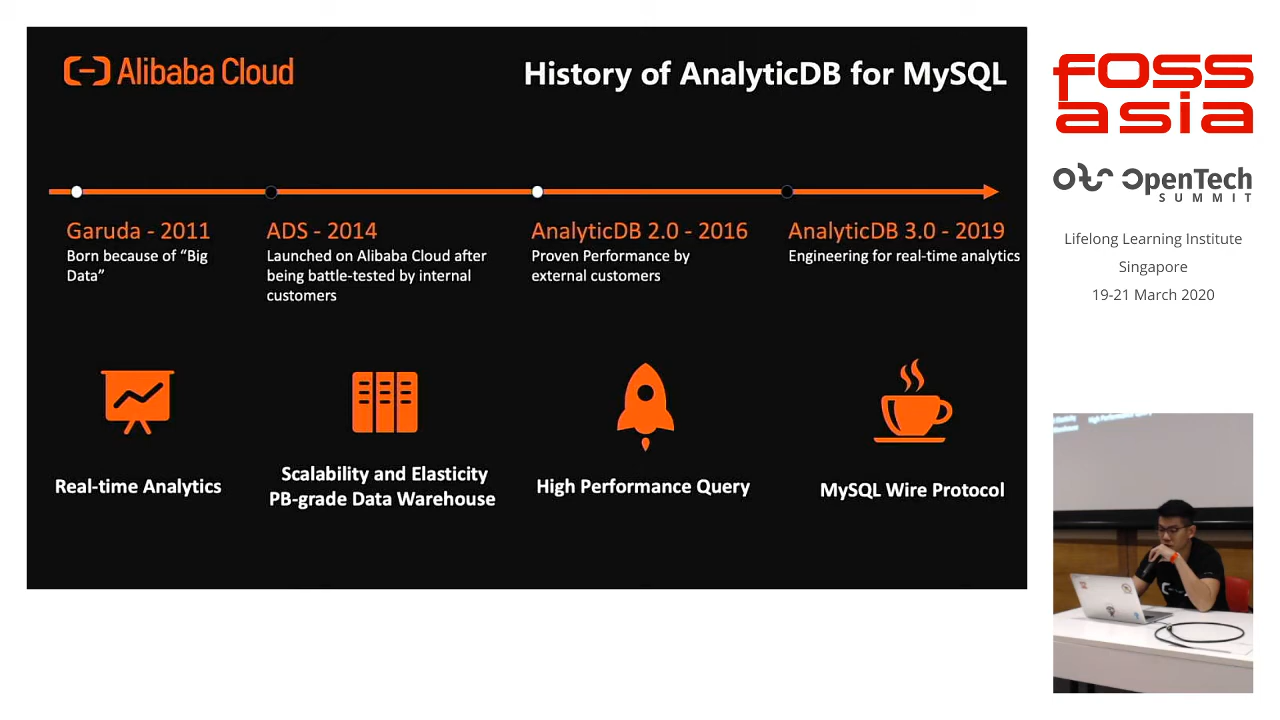 Alibaba Cloud
History of AnalyticDB for MySQL
Garuda - 2011
Born because of “Big
Data”
ADS - 2014
Launched on Alibaba Cloud after
being battle-tested by internal
customers
AnalyticDB 2.0 - 2016
Proven Performance by
external customers
AnalyticDB 3.0 - 2019
Engineering for real-time analytics
Real-time Analytics
Scalability and Elasticity
PB-grade Data Warehouse
High Performance Query
MySQL Wire Protocol
FOSS
asia
OpenTech
SUMMIT
Lifelong Learning Institute
Singapore
19-21 March 2020
High Performance Query